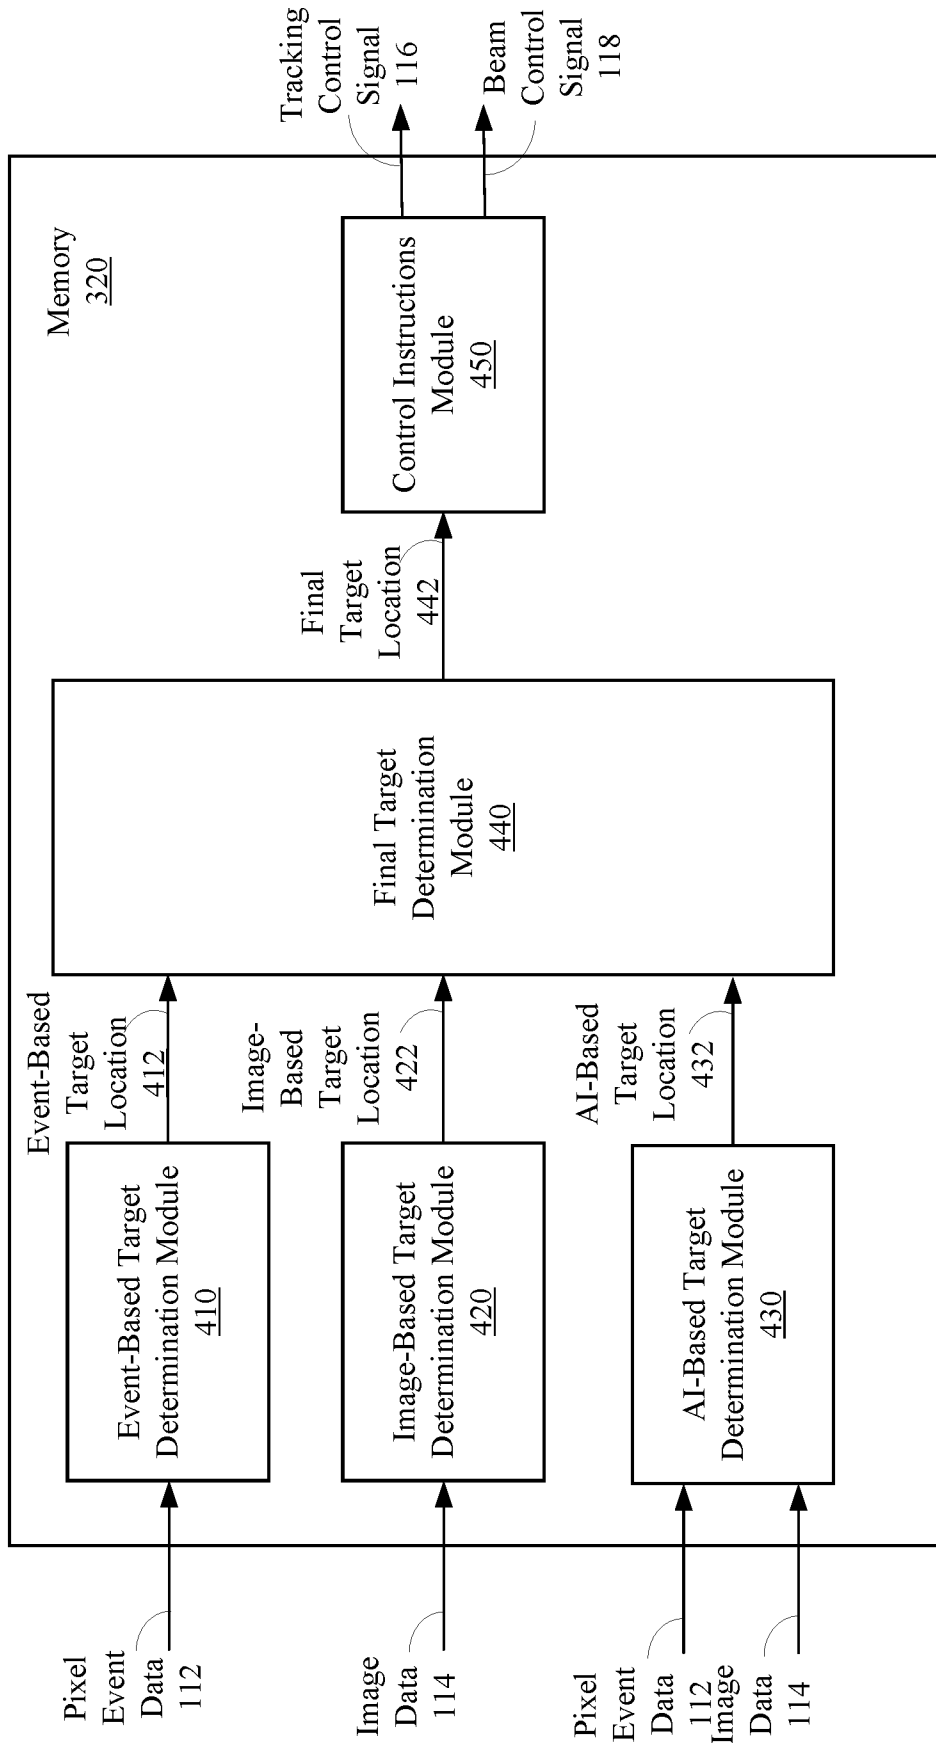 Memory
320
Pixel
Event
Data
112
Event-Based Target
Determination Module
410
Event-Based
Target
Location
412
Image
Data
114
Image-Based Target
Determination Module
420
Image-
Based
Target
Location
422
Pixel
Event
Data
112
Image
Data
114
AI-Based Target
Determination Module
430
AI-Based
Target
Location
432
Final Target
Determination
Module
440
Final
Target
Location
442
Control Instructions
Module
450
Tracking
Control
Signal
116
Beam
Control
Signal
118